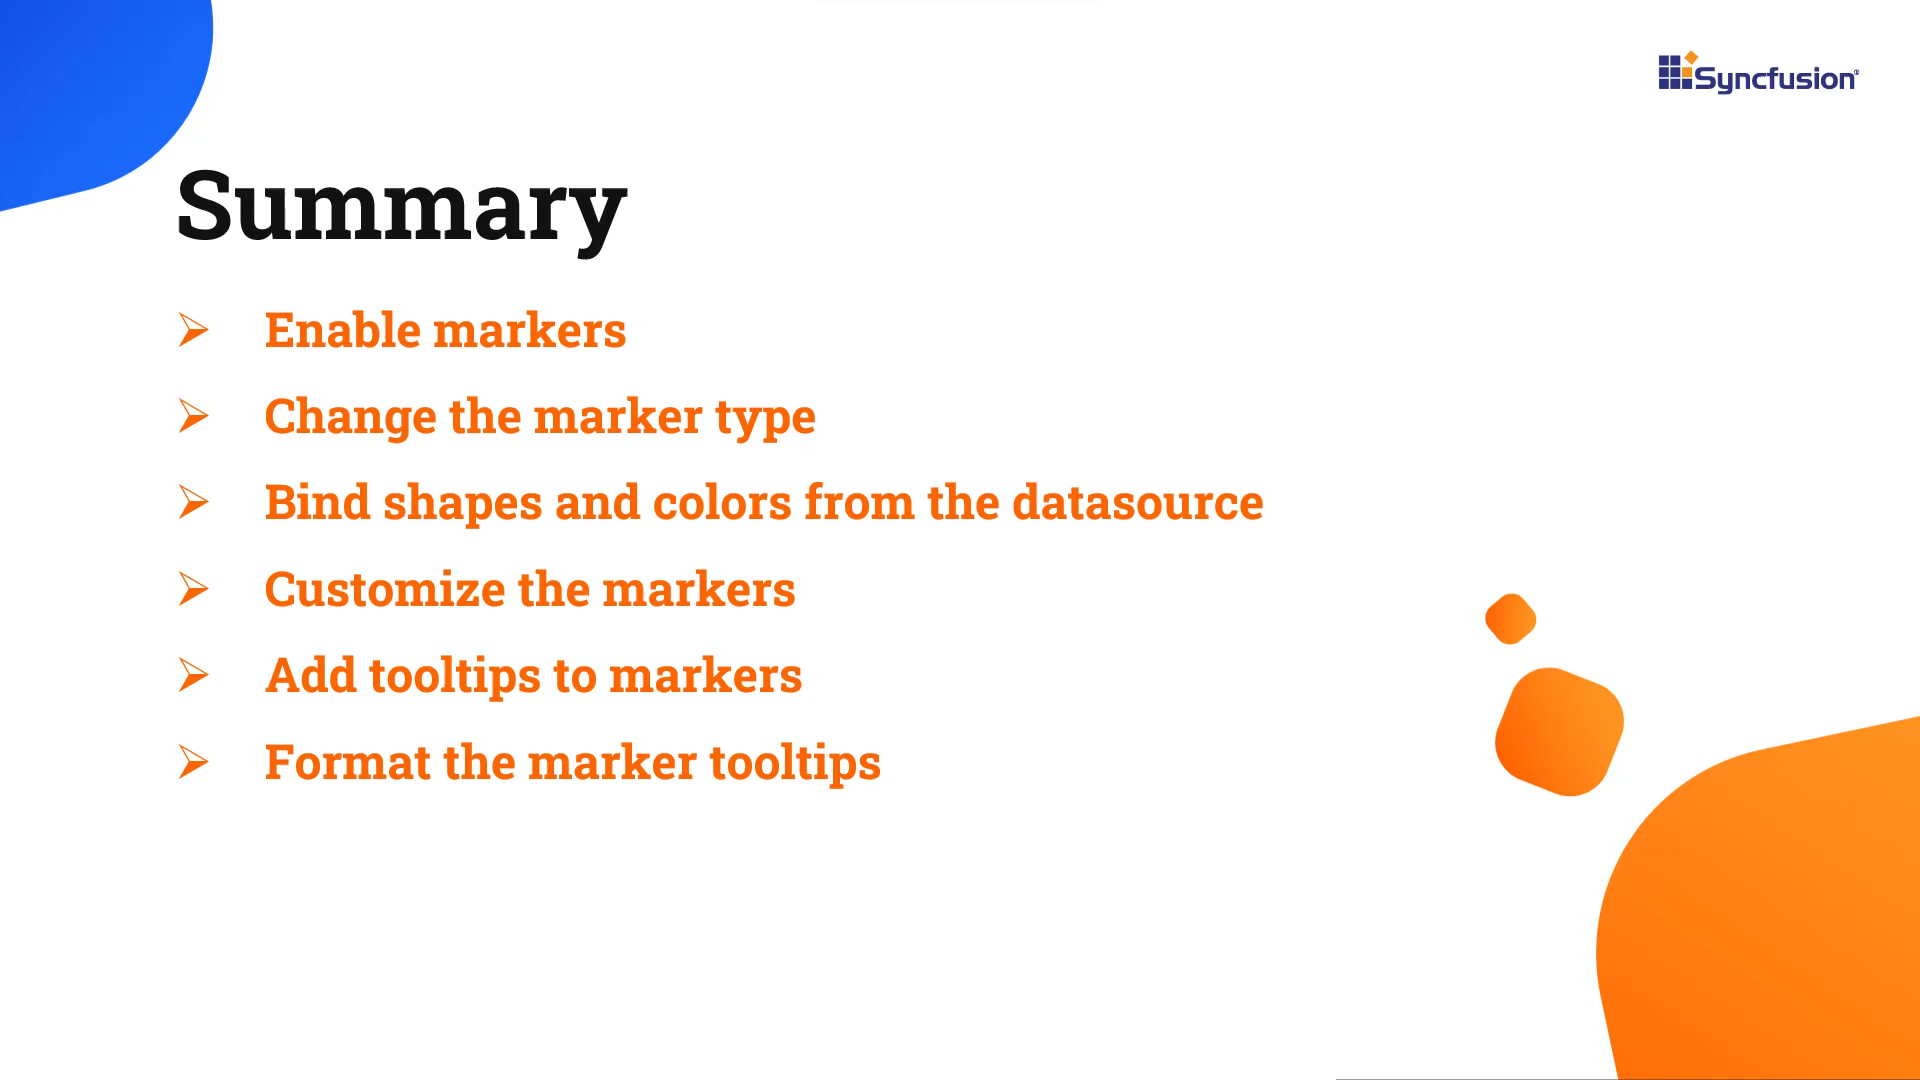 Syncfusion®
Summary
➢ Enable markers
➢ Change the marker type
➢ Bind shapes and colors from the datasource
➢ Customize the markers
➢ Add tooltips to markers
➢ Format the marker tooltips